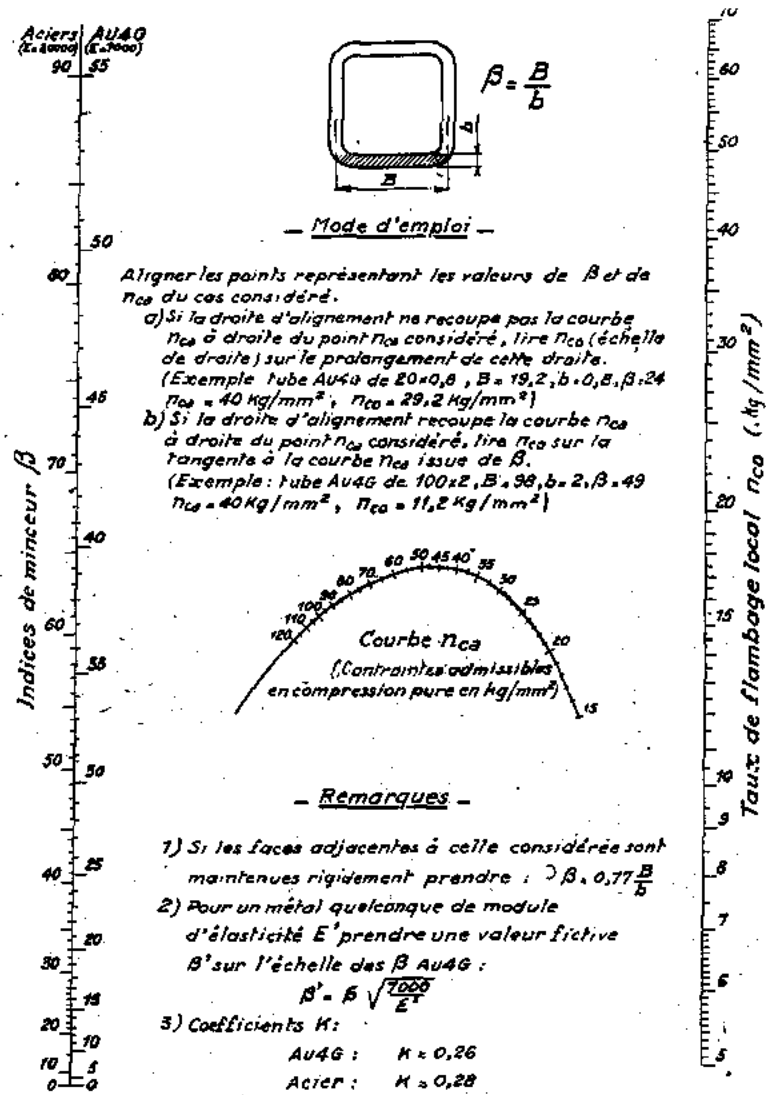 Aciers Au4G
(E=20000) (E=7000)
90 55
50
80
45
70
40
60
35
50 30
40 25
20
30
15
20
10
10 5
0 0
Indices de minceur β
β = B/b
b
B
_ Mode d'emploi _
Aligner les points représentant les valeurs de β et de
nca du cas considéré.
a) Si la droite d'alignement ne recoupe pas la courbe
nca à droite du point nca considéré, lire nco (échelle
de droite) sur le prolongement de cette droite.
(Exemple tube Au4G de 20×0,8, B=19,2, b=0,8, β=24
nca = 40 Kg/mm², nco = 29,2 Kg/mm²)
b) Si la droite d'alignement recoupe la courbe nca
à droite du point nca considéré, lire nco sur la
tangente à la courbe nca issue de β.
(Exemple: tube Au4G de 100×2, B=98, b=2, β=49
nca = 40 Kg/mm², nco = 11,2 Kg/mm²)
120 110 100 90 80 70 60 50 45 40 35 30 25 20 15
Courbe nca
(Contraintes admissibles
en compression pure en kg/mm²)
_ Remarques _
1) Si les faces adjacentes à celle considérée sont
maintenues rigidement prendre : β = 0,77 B/b
2) Pour un métal quelconque de module
d'élasticité E' prendre une valeur fictive
β' sur l'échelle des β Au4G :
β' = β √7000/E'
3) Coefficients K:
Au4G : K = 0,26
Acier : K = 0,28
70
60
50
40
30
20
15
10
9
8
7
6
5
Taux de flambage local nco (kg/mm²)